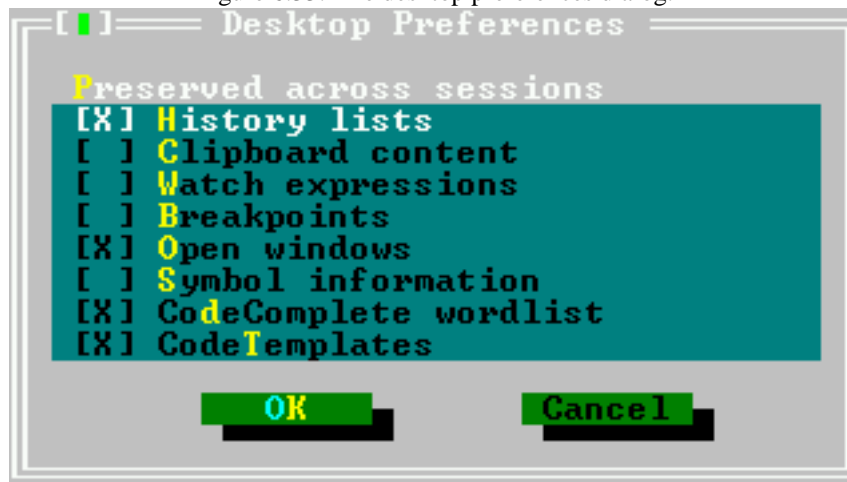 [ ] Desktop Preferences
Preserved across sessions
[X] History lists
[ ] Clipboard content
[ ] Watch expressions
[ ] Breakpoints
[X] Open windows
[ ] Symbol information
[X] CodeComplete wordlist
[X] CodeTemplates
OK Cancel